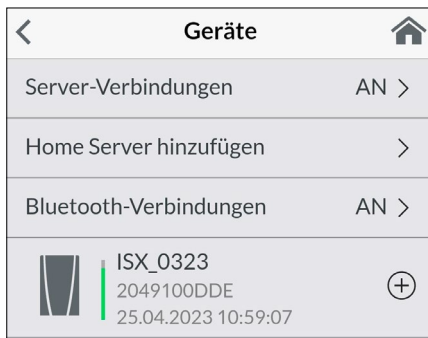 Geräte
Server-Verbindungen AN
Home Server hinzufügen
Bluetooth-Verbindungen AN
ISX_0323
2049100DDE
25.04.2023 10:59:07